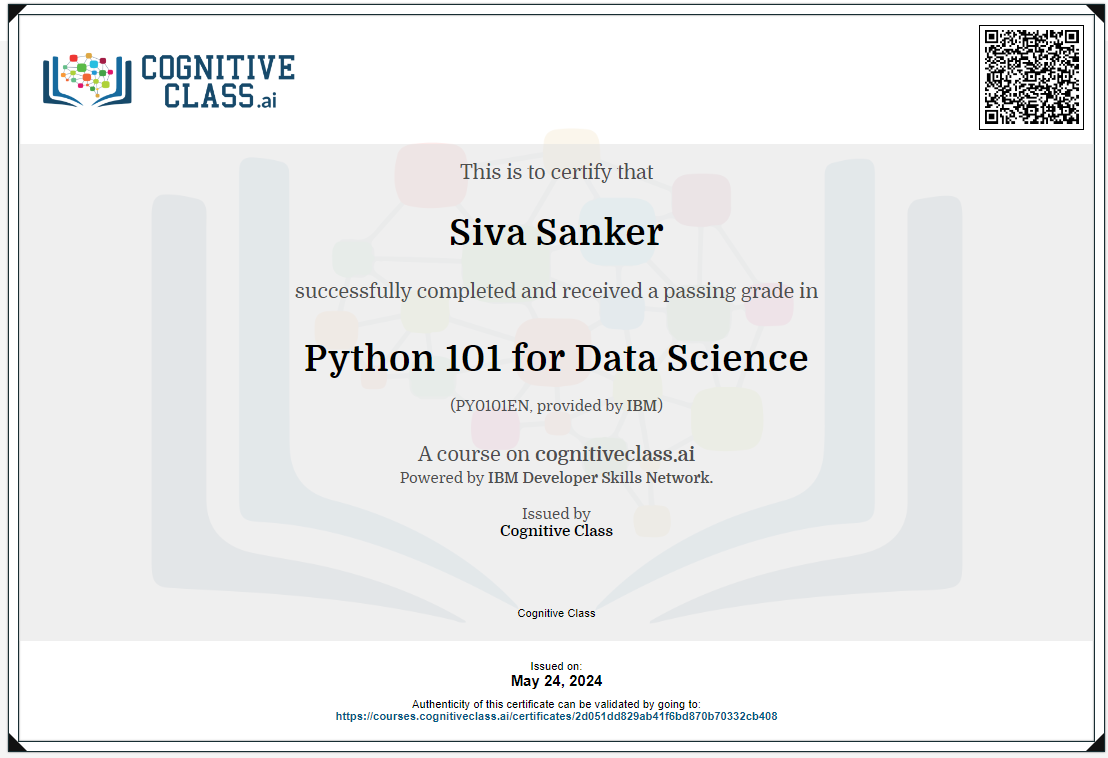 COGNITIVE
CLASS.ai
This is to certify that
Siva Sanker
successfully completed and received a passing grade in
Python 101 for Data Science
(PY0101EN, provided by IBM)
A course on cognitiveclass.ai
Powered by IBM Developer Skills Network.
Issued by
Cognitive Class
Cognitive Class
Issued on:
May 24, 2024
Authenticity of this certificate can be validated by going to:
https://courses.cognitiveclass.ai/certificates/2d051dd829ab41f6bd870b70332cb408